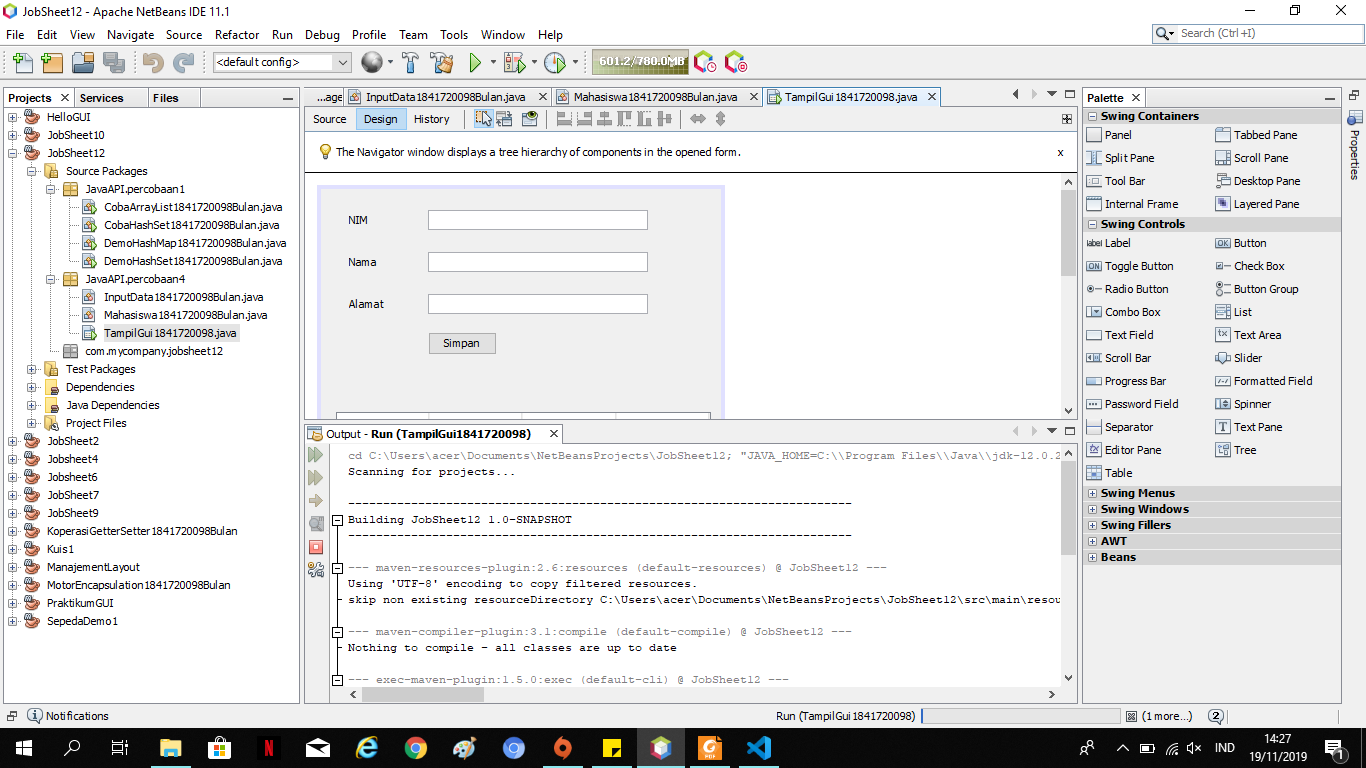 JobSheet12 - Apache NetBeans IDE 11.1
File Edit View Navigate Source Refactor Run Debug Profile Team Tools Window Help
Search (Ctrl+I)
<default config>
601.2/780.0MB
Projects
Services
Files
HelloGUI
JobSheet10
JobSheet12
Source Packages
JavaAPI.percobaan1
CobaArrayList1841720098Bulan.java
CobaHashSet1841720098Bulan.java
DemoHashMap1841720098Bulan.java
DemoHashSet1841720098Bulan.java
JavaAPI.percobaan4
InputData1841720098Bulan.java
Mahasiswa1841720098Bulan.java
TampilGui1841720098.java
com.mycompany.jobsheet12
Test Packages
Dependencies
Java Dependencies
Project Files
JobSheet2
Jobsheet4
Jobsheet6
JobSheet7
JobSheet9
KoperasiGetterSetter1841720098Bulan
Kuis1
ManajementLayout
MotorEncapsulation1841720098Bulan
PraktikumGUI
SepedaDemo1
...age
InputData1841720098Bulan.java
Mahasiswa1841720098Bulan.java
TampilGui1841720098.java
Source Design History
The Navigator window displays a tree hierarchy of components in the opened form.
x
NIM
Nama
Alamat
Simpan
Output - Run (TampilGui1841720098)
cd C:\Users\acer\Documents\NetBeansProjects\JobSheet12; "JAVA_HOME=C:\\Program Files\\Java\\jdk-12.0.2
Scanning for projects...
------------------------------------------------------------------------
Building JobSheet12 1.0-SNAPSHOT
------------------------------------------------------------------------
--- maven-resources-plugin:2.6:resources (default-resources) @ JobSheet12 ---
Using 'UTF-8' encoding to copy filtered resources.
skip non existing resourceDirectory C:\Users\acer\Documents\NetBeansProjects\JobSheet12\src\main\resou
--- maven-compiler-plugin:3.1:compile (default-compile) @ JobSheet12 ---
Nothing to compile - all classes are up to date
--- exec-maven-plugin:1.5.0:exec (default-cli) @ JobSheet12 ---
Palette
Swing Containers
Panel
Tabbed Pane
Split Pane
Scroll Pane
Tool Bar
Desktop Pane
Internal Frame
Layered Pane
Swing Controls
label Label
OK Button
ON Toggle Button
Check Box
Radio Button
Button Group
Combo Box
List
Text Field
Text Area
Scroll Bar
Slider
Progress Bar
Formatted Field
Password Field
Spinner
Separator
Text Pane
Editor Pane
Tree
Table
Swing Menus
Swing Windows
Swing Fillers
AWT
Beans
Properties
Notifications
Run (TampilGui1841720098)
(1 more...)
2
IND
14:27
19/11/2019
1